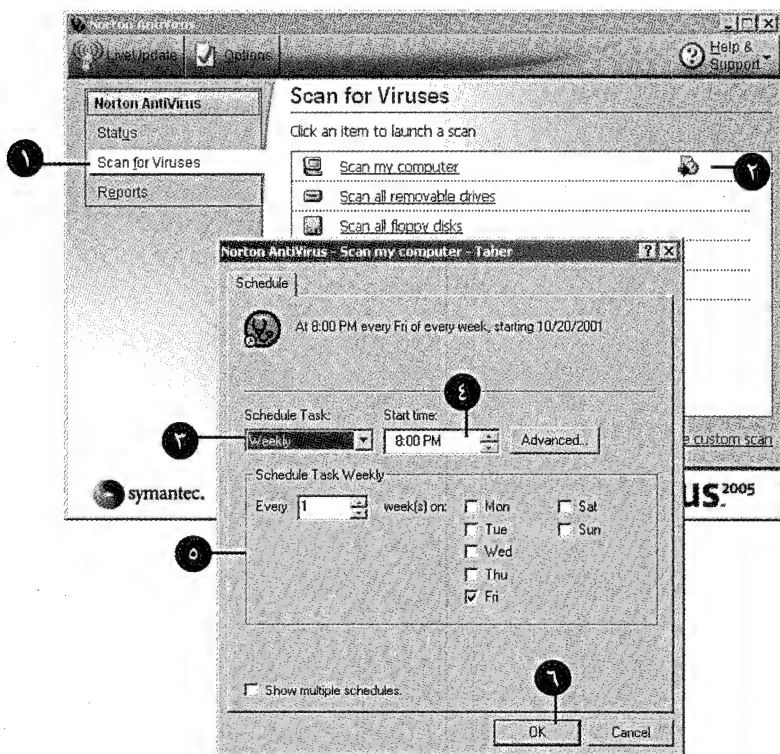 Norton AntiVirus
LiveUpdate
Options
Help & Support
Norton AntiVirus
Status
Scan for Viruses
Reports
Scan for Viruses
Click an item to launch a scan
Scan my computer
Scan all removable drives
Scan all floppy disks
١
٢
Norton AntiVirus - Scan my computer - Taher
Schedule
At 8:00 PM every Fri of every week, starting 10/20/2001
٤
Schedule Task:
Start time:
٣
Weekly
8:00 PM
Advanced...
custom scan
Schedule Task Weekly
symantec.
2005
Every 1 week(s) on:
Mon
Sat
Tue
Sun
Wed
Thu
Fri
٥
Show multiple schedules.
٦
OK
Cancel